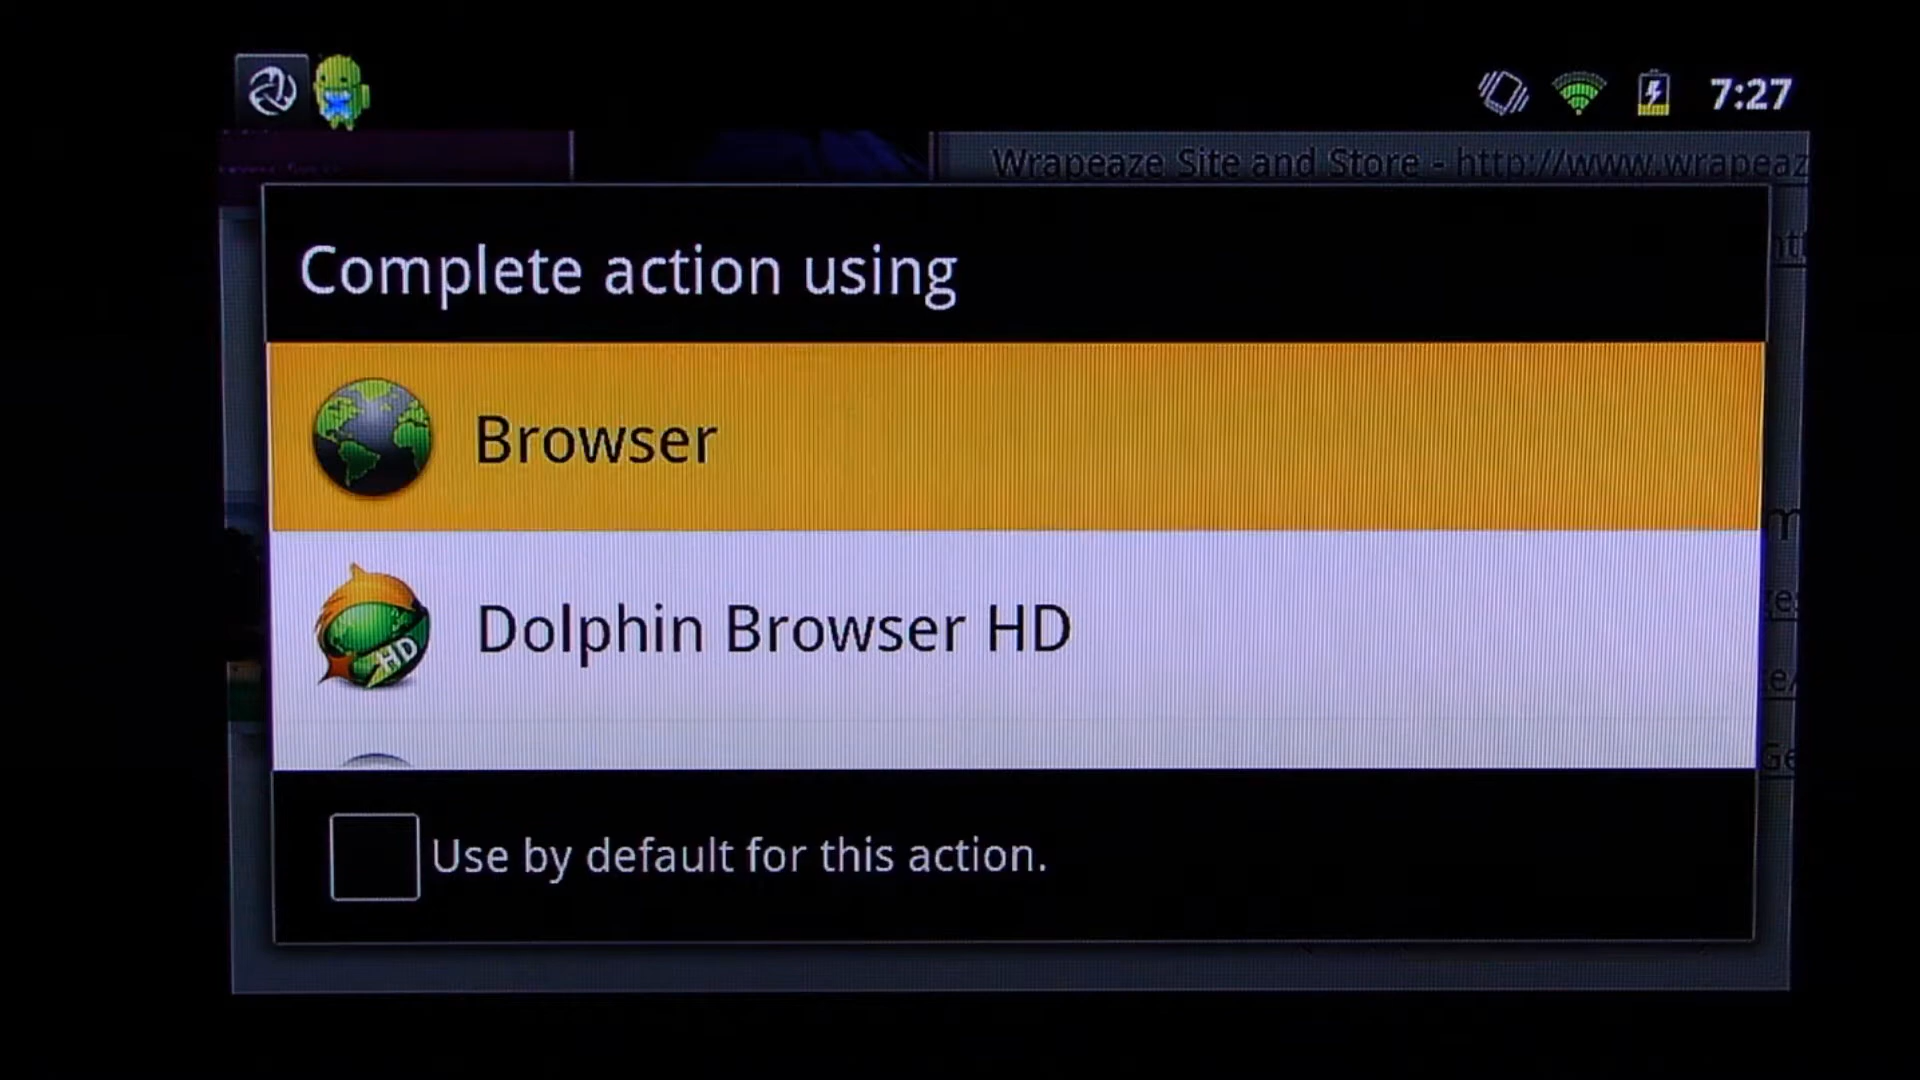 7:27
Wrapeaze Site and Store - http://www.wrapeaz
Complete action using
Browser
Dolphin Browser HD
HD
Use by default for this action.